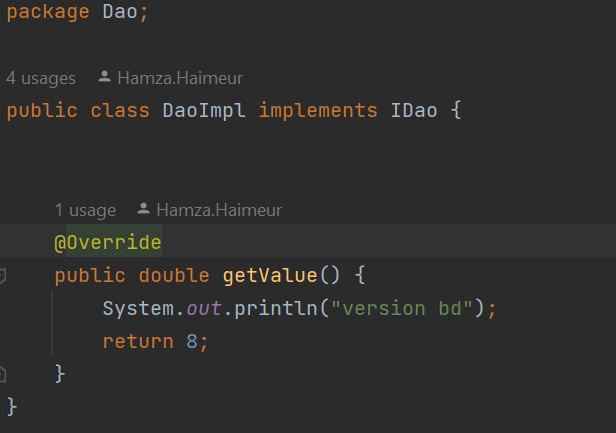 package Dao;
4 usages Hamza.Haimeur
public class DaoImpl implements IDao {
1 usage Hamza.Haimeur
@Override
public double getValue() {
System.out.println("version bd");
return 8;
}
}